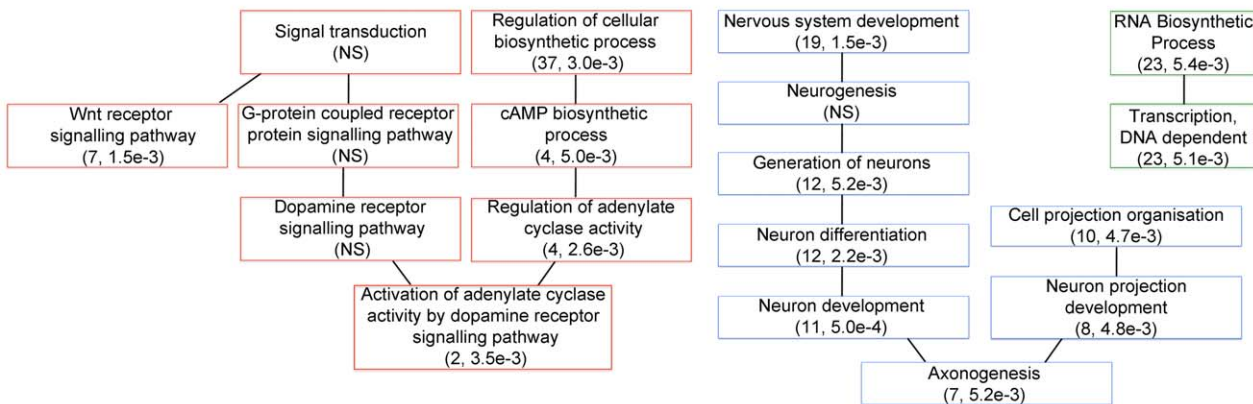 Signal transduction
(NS)
Regulation of cellular
biosynthetic process
(37, 3.0e-3)
Wnt receptor
signalling pathway
(7, 1.5e-3)
G-protein coupled receptor
protein signalling pathway
(NS)
cAMP biosynthetic
process
(4, 5.0e-3)
Dopamine receptor
signalling pathway
(NS)
Regulation of adenylate
cyclase activity
(4, 2.6e-3)
Activation of adenylate cyclase
activity by dopamine receptor
signalling pathway
(2, 3.5e-3)
Nervous system development
(19, 1.5e-3)
Neurogenesis
(NS)
Generation of neurons
(12, 5.2e-3)
Neuron differentiation
(12, 2.2e-3)
Neuron development
(11, 5.0e-4)
Cell projection organisation
(10, 4.7e-3)
Neuron projection
development
(8, 4.8e-3)
Axonogenesis
(7, 5.2e-3)
RNA Biosynthetic
Process
(23, 5.4e-3)
Transcription,
DNA dependent
(23, 5.1e-3)